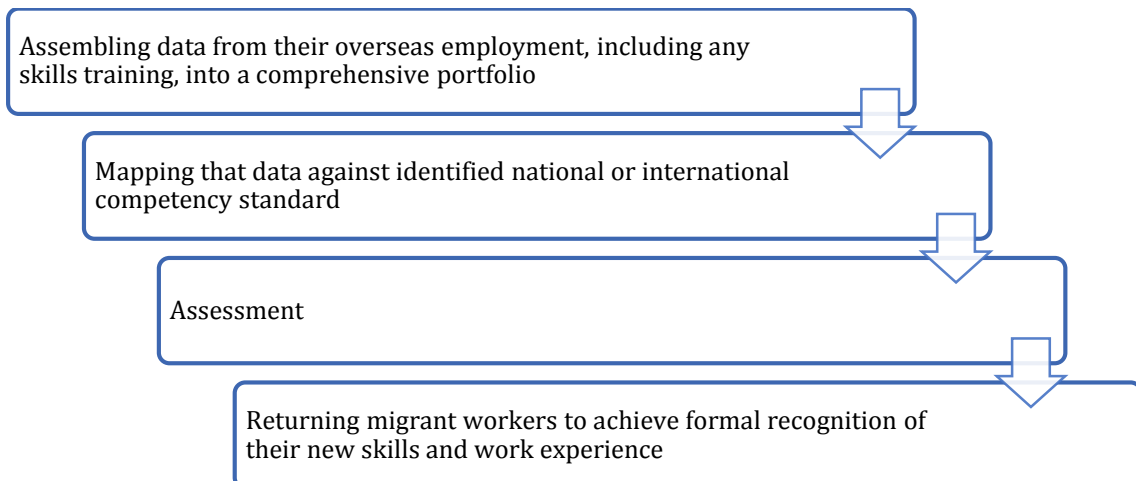 Assembling data from their overseas employment, including any
skills training, into a comprehensive portfolio
Mapping that data against identified national or international
competency standard
Assessment
Returning migrant workers to achieve formal recognition of
their new skills and work experience